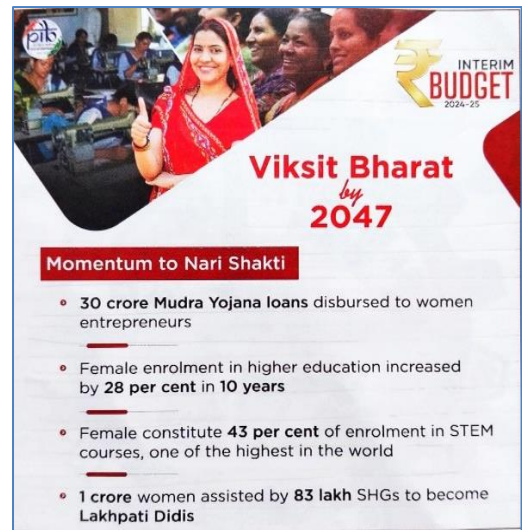 pib
INTERIM
BUDGET
2024-25
Viksit Bharat
by
2047
Momentum to Nari Shakti
30 crore Mudra Yojana loans disbursed to women
entrepreneurs
Female enrolment in higher education increased
by 28 per cent in 10 years
Female constitute 43 per cent of enrolment in STEM
courses, one of the highest in the world
1 crore women assisted by 83 lakh SHGs to become
Lakhpati Didis